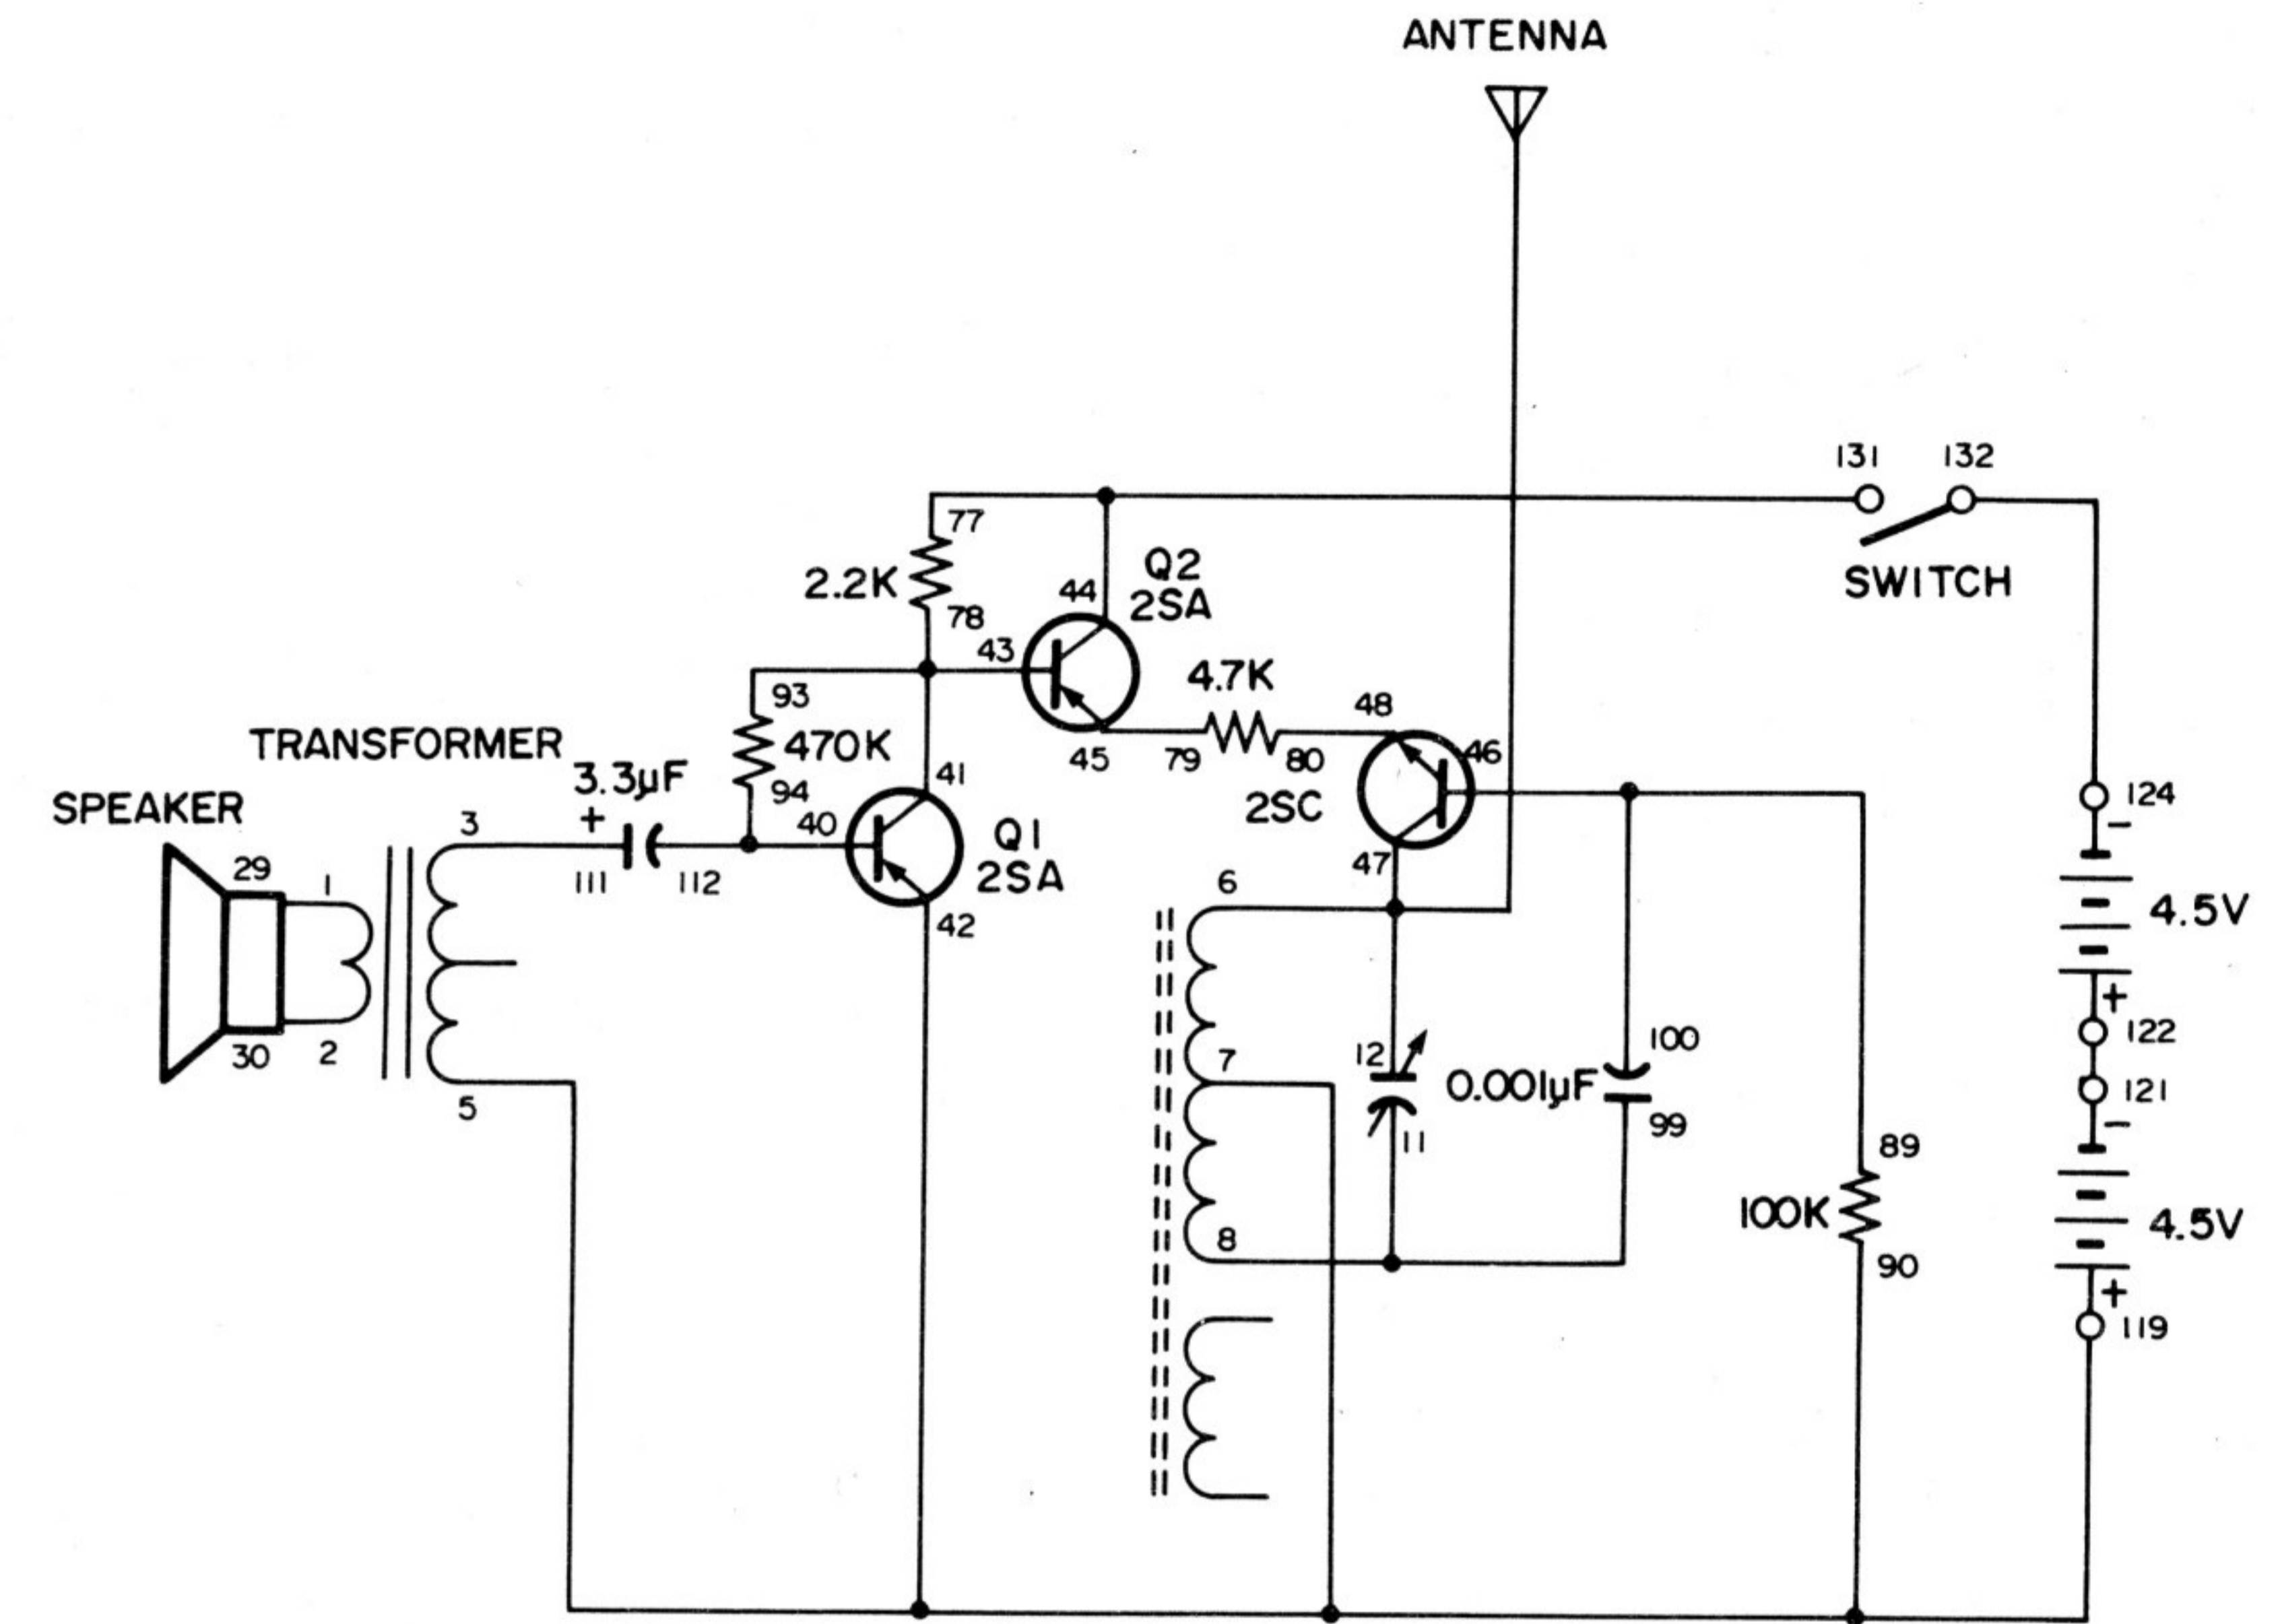 ANTENNA
131 132
SWITCH
77
2.2K
78
Q2
2SA
44
43
45
4.7K
79 80
48
46
2SC
47
93
470K
94
TRANSFORMER
3.3µF
+
111 112
SPEAKER
29
30
1
2
3
5
40
41
Q1
2SA
42
6
7
8
12
11
0.001µF
100
99
89
100K
90
124
−
4.5V
+
122
121
−
4.5V
+
119